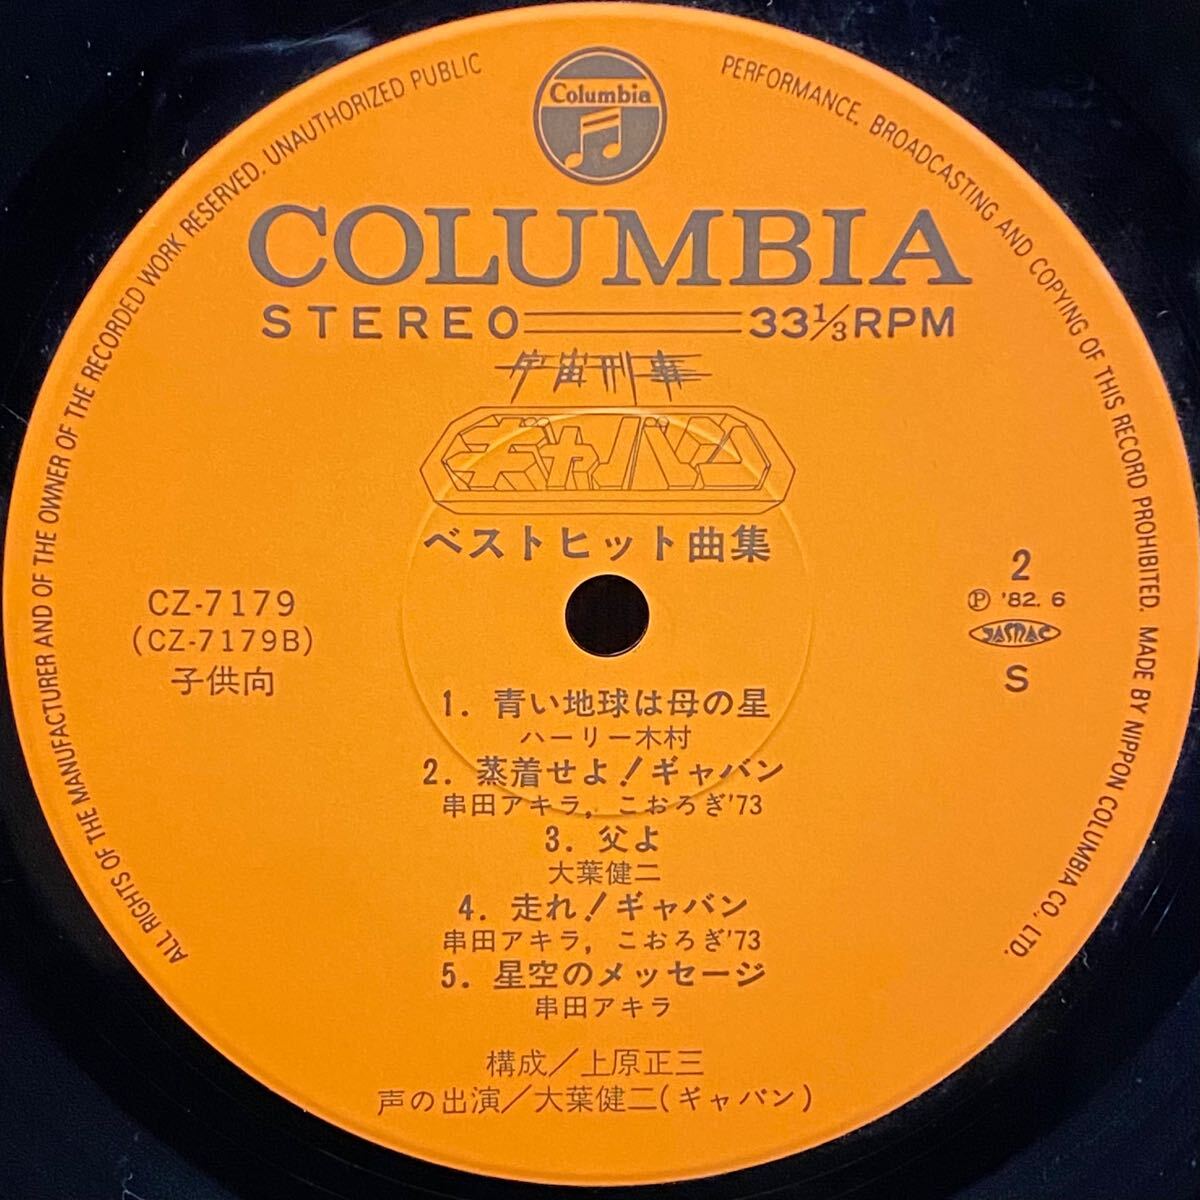 ALL RIGHTS OF THE MANUFACTURER AND OF THE OWNER OF THE RECORDED WORK RESERVED. UNAUTHORIZED PUBLIC PERFORMANCE, BROADCASTING AND COPYING OF THIS RECORD PROHIBITED. MADE BY NIPPON COLUMBIA CO., LTD.
Columbia
COLUMBIA
STEREO 33⅓RPM
宇宙刑事
ギャバン
ベストヒット曲集
CZ-7179
(CZ-7179B)
子供向
2
Ⓟ '82. 6
JASRAC
S
1. 青い地球は母の星
ハーリー木村
2. 蒸着せよ!ギャバン
串田アキラ, こおろぎ'73
3. 父よ
大葉健二
4. 走れ!ギャバン
串田アキラ, こおろぎ'73
5. 星空のメッセージ
串田アキラ
構成/上原正三
声の出演/大葉健二(ギャバン)